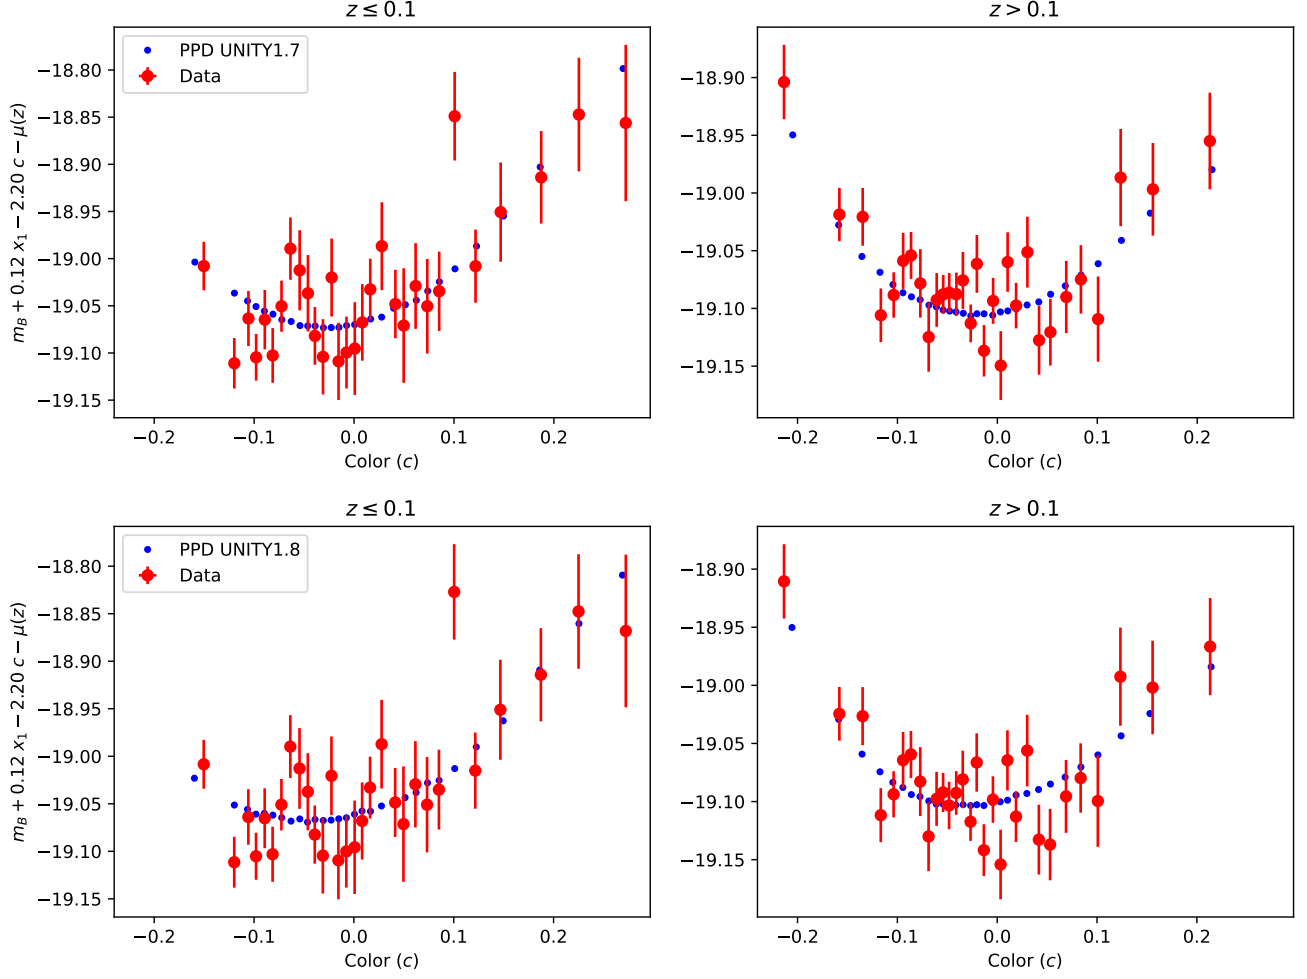 z ≤ 0.1
z > 0.1
PPD UNITY1.7
Data
m_B + 0.12 x_1 − 2.20 c − μ(z)
−18.80
−18.85
−18.90
−18.95
−19.00
−19.05
−19.10
−19.15
−0.2 −0.1 0.0 0.1 0.2
Color (c)
−18.90
−18.95
−19.00
−19.05
−19.10
−19.15
−0.2 −0.1 0.0 0.1 0.2
Color (c)
z ≤ 0.1
z > 0.1
PPD UNITY1.8
Data
m_B + 0.12 x_1 − 2.20 c − μ(z)
−18.80
−18.85
−18.90
−18.95
−19.00
−19.05
−19.10
−19.15
−0.2 −0.1 0.0 0.1 0.2
Color (c)
−18.90
−18.95
−19.00
−19.05
−19.10
−19.15
−0.2 −0.1 0.0 0.1 0.2
Color (c)